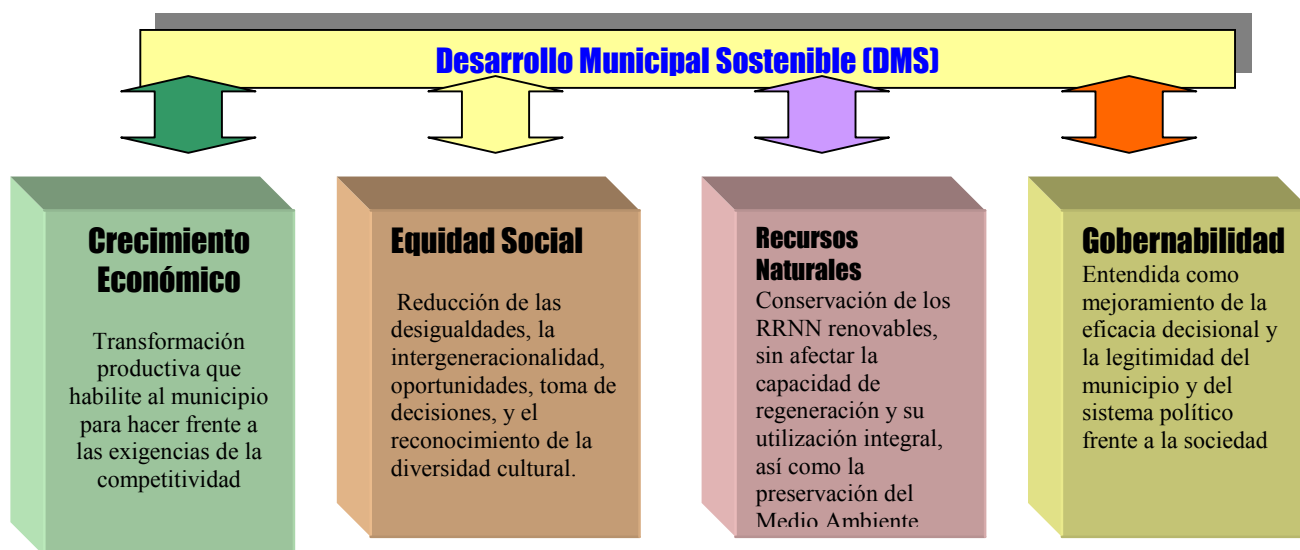 Desarrollo Municipal Sostenible (DMS)
Crecimiento
Económico
Transformación
productiva que
habilite al municipio
para hacer frente a
las exigencias de la
competitividad
Equidad Social
Reducción de las
desigualdades, la
intergeneracionalidad,
oportunidades, toma de
decisiones, y el
reconocimiento de la
diversidad cultural.
Recursos
Naturales
Conservación de los
RRNN renovables,
sin afectar la
capacidad de
regeneración y su
utilización integral,
así como la
preservación del
Medio Ambiente
Gobernabilidad
Entendida como
mejoramiento de la
eficacia decisional y
la legitimidad del
municipio y del
sistema político
frente a la sociedad